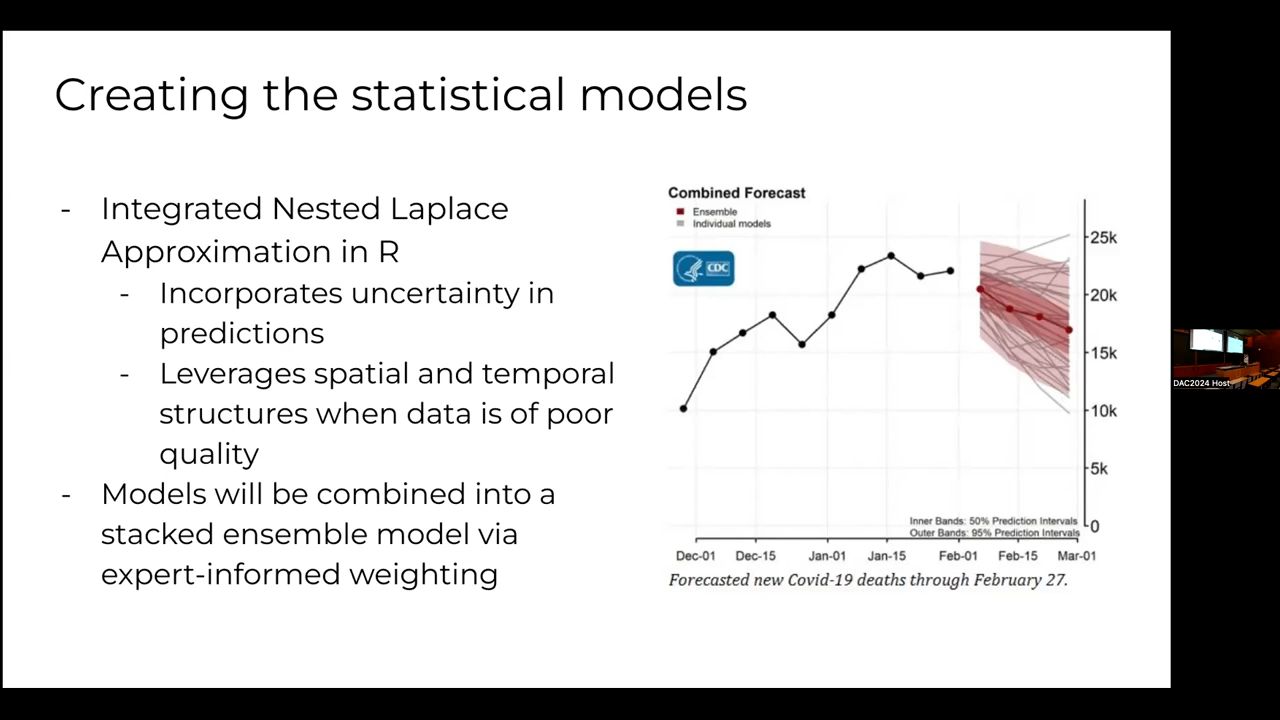 Creating the statistical models
- Integrated Nested Laplace
Approximation in R
- Incorporates uncertainty in
predictions
- Leverages spatial and temporal
structures when data is of poor
quality
- Models will be combined into a
stacked ensemble model via
expert-informed weighting
Combined Forecast
Ensemble
Individual models
CDC
25k
20k
15k
10k
5k
0
Inner Bands: 50% Prediction Intervals
Outer Bands: 95% Prediction Intervals
Dec-01 Dec-15 Jan-01 Jan-15 Feb-01 Feb-15 Mar-01
Forecasted new Covid-19 deaths through February 27.
DAC2024 Host